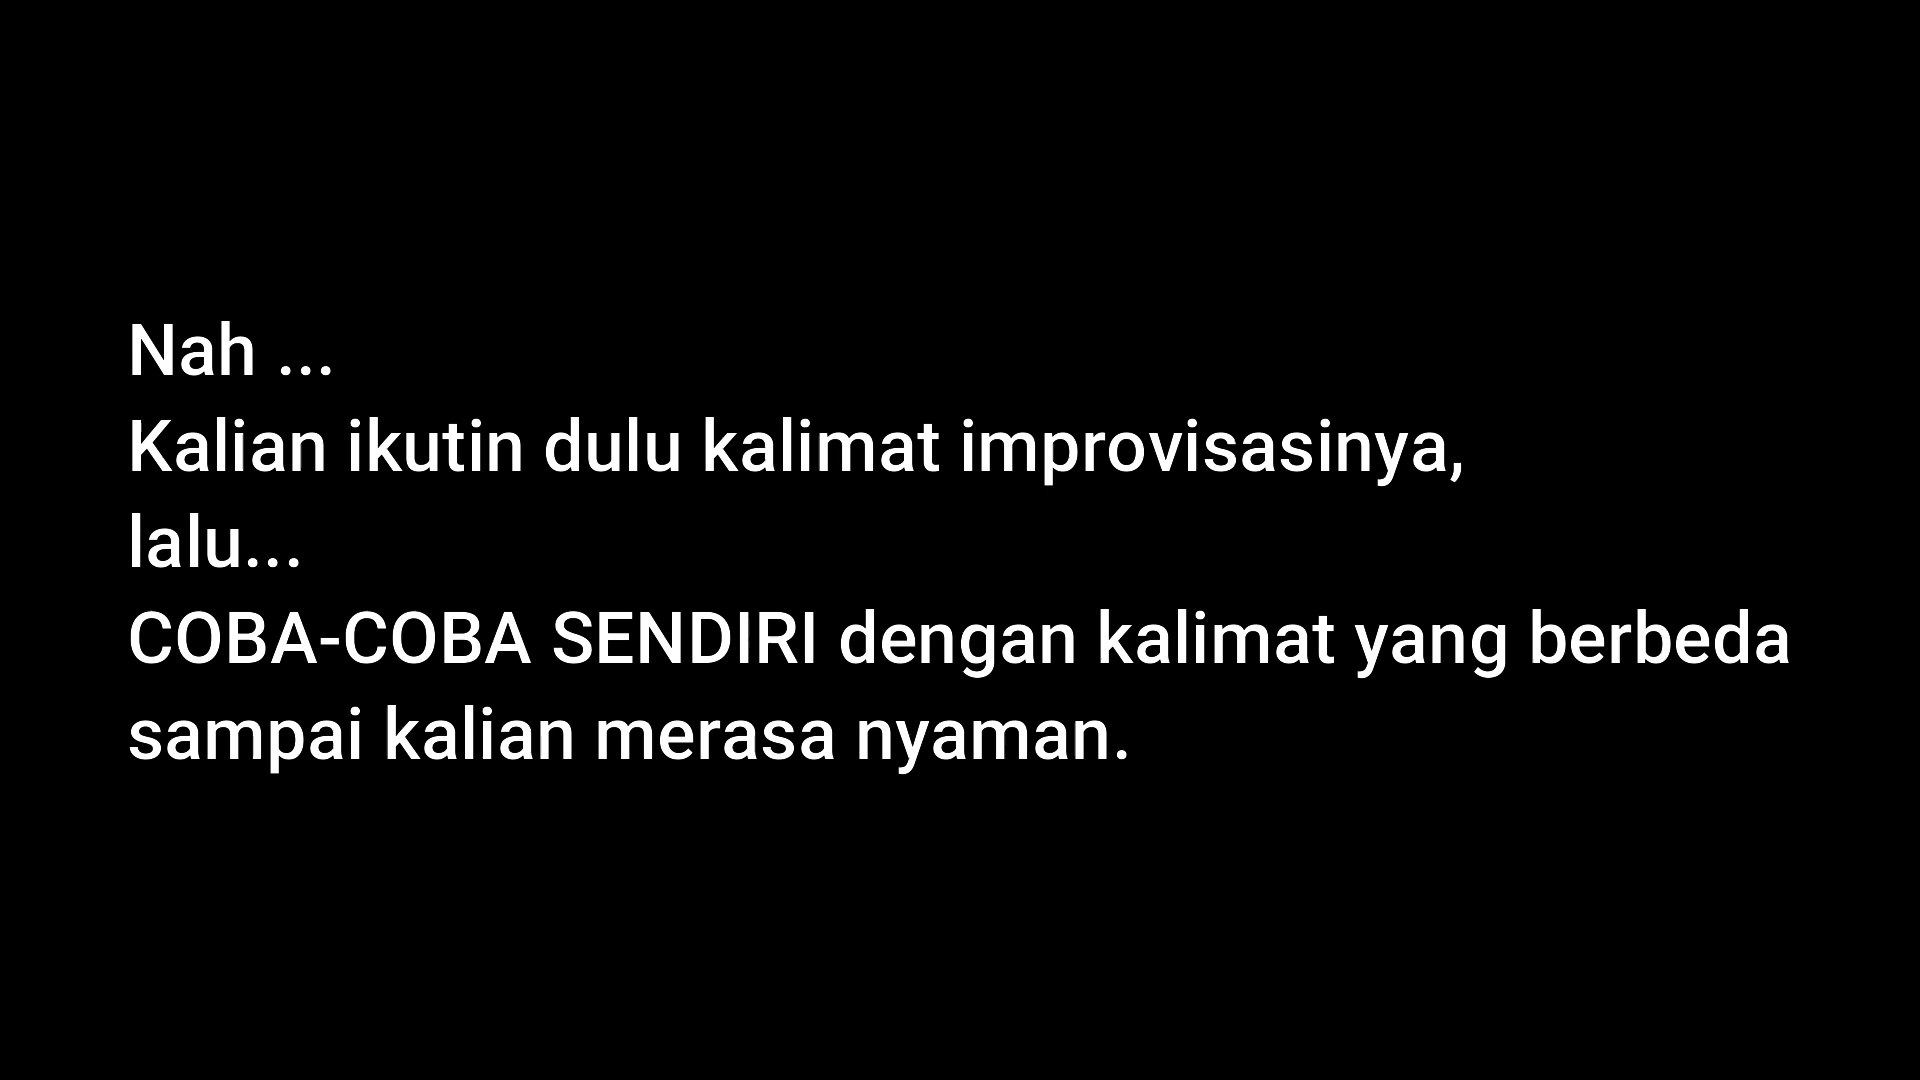 Nah ...
Kalian ikutin dulu kalimat improvisasinya,
lalu...
COBA-COBA SENDIRI dengan kalimat yang berbeda
sampai kalian merasa nyaman.